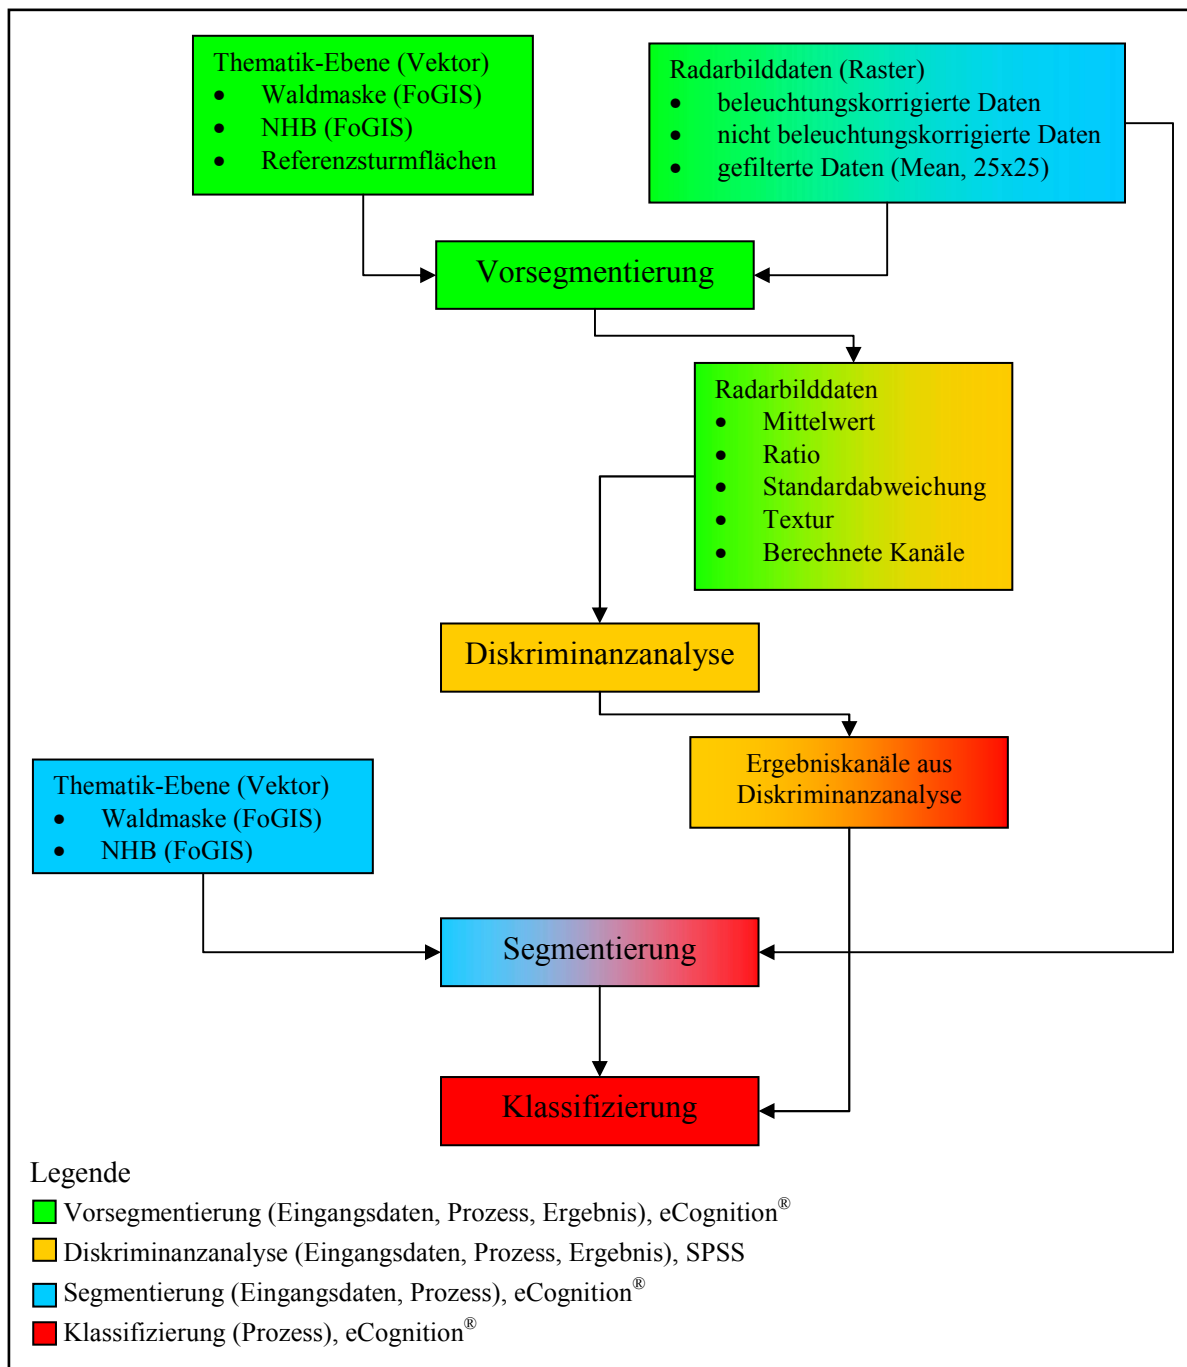 Thematik-Ebene (Vektor)
• Waldmaske (FoGIS)
• NHB (FoGIS)
• Referenzsturmflächen
Radarbilddaten (Raster)
• beleuchtungskorrigierte Daten
• nicht beleuchtungskorrigierte Daten
• gefilterte Daten (Mean, 25x25)
Vorsegmentierung
Radarbilddaten
• Mittelwert
• Ratio
• Standardabweichung
• Textur
• Berechnete Kanäle
Diskriminanzanalyse
Ergebniskanäle aus
Diskriminanzanalyse
Thematik-Ebene (Vektor)
• Waldmaske (FoGIS)
• NHB (FoGIS)
Segmentierung
Klassifizierung
Legende
Vorsegmentierung (Eingangsdaten, Prozess, Ergebnis), eCognition®
Diskriminanzanalyse (Eingangsdaten, Prozess, Ergebnis), SPSS
Segmentierung (Eingangsdaten, Prozess), eCognition®
Klassifizierung (Prozess), eCognition®